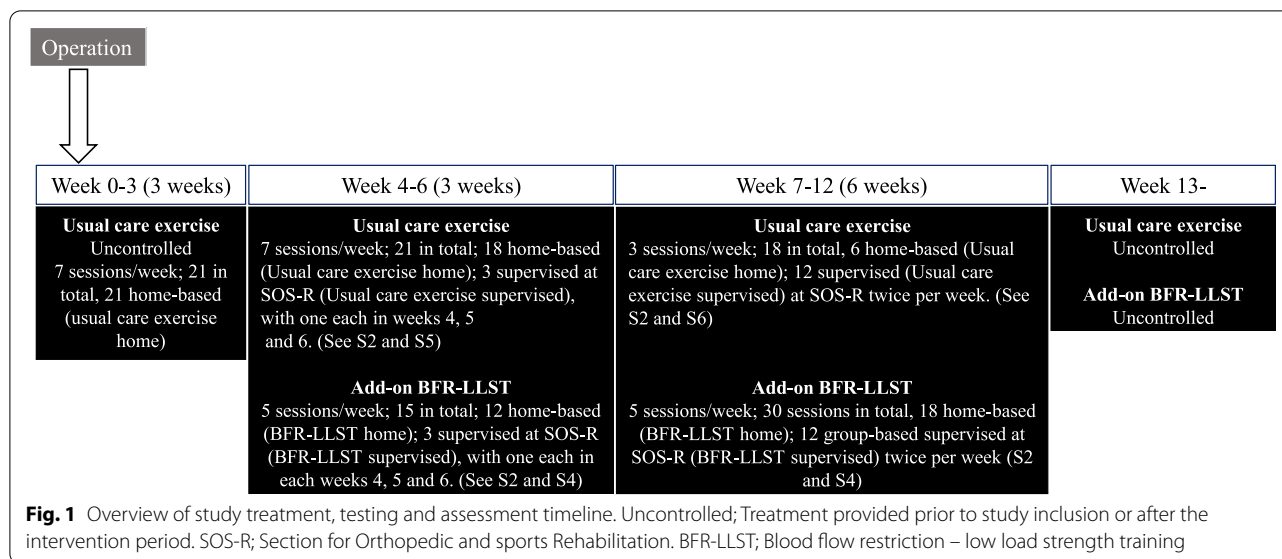 Operation
Week 0-3 (3 weeks)
Week 4-6 (3 weeks)
Week 7-12 (6 weeks)
Week 13-
Usual care exercise
Uncontrolled
7 sessions/week; 21 in
total, 21 home-based
(usual care exercise
home)
Usual care exercise
7 sessions/week; 21 in total; 18 home-based
(Usual care exercise home); 3 supervised at
SOS-R (Usual care exercise supervised),
with one each in weeks 4, 5
and 6. (See S2 and S5)
Add-on BFR-LLST
5 sessions/week; 15 in total; 12 home-based
(BFR-LLST home); 3 supervised at SOS-R
(BFR-LLST supervised), with one each in
each weeks 4, 5 and 6. (See S2 and S4)
Usual care exercise
3 sessions/week; 18 in total, 6 home-based (Usual
care exercise home); 12 supervised (Usual care
exercise supervised) at SOS-R twice per week. (See
S2 and S6)
Add-on BFR-LLST
5 sessions/week; 30 sessions in total, 18 home-based
(BFR-LLST home); 12 group-based supervised at
SOS-R (BFR-LLST supervised) twice per week (S2
and S4)
Usual care exercise
Uncontrolled
Add-on BFR-LLST
Uncontrolled
Fig. 1 Overview of study treatment, testing and assessment timeline. Uncontrolled; Treatment provided prior to study inclusion or after the
intervention period. SOS-R; Section for Orthopedic and sports Rehabilitation. BFR-LLST; Blood flow restriction – low load strength training